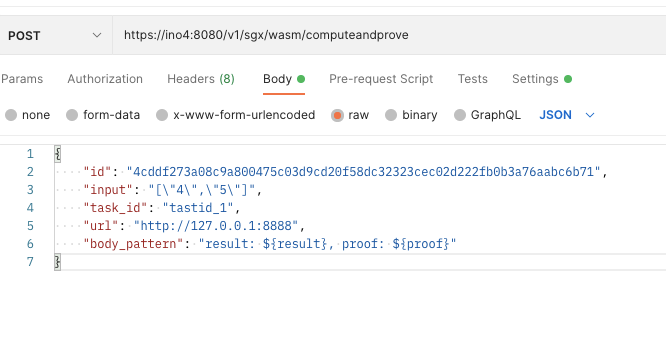 POST https://ino4:8080/v1/sgx/wasm/computeandprove
Params Authorization Headers (8) Body Pre-request Script Tests Settings
none form-data x-www-form-urlencoded raw binary GraphQL JSON
1 {
2 ····"id":·"4cddf273a08c9a800475c03d9cd20f58dc32323cec02d222fb0b3a76aabc6b71",
3 ····"input":·"[\"4\",\"5\"]",
4 ····"task_id":·"tastid_1",
5 ····"url":·"http://127.0.0.1:8888",
6 ····"body_pattern":·"result:·${result},·proof:·${proof}"
7 }